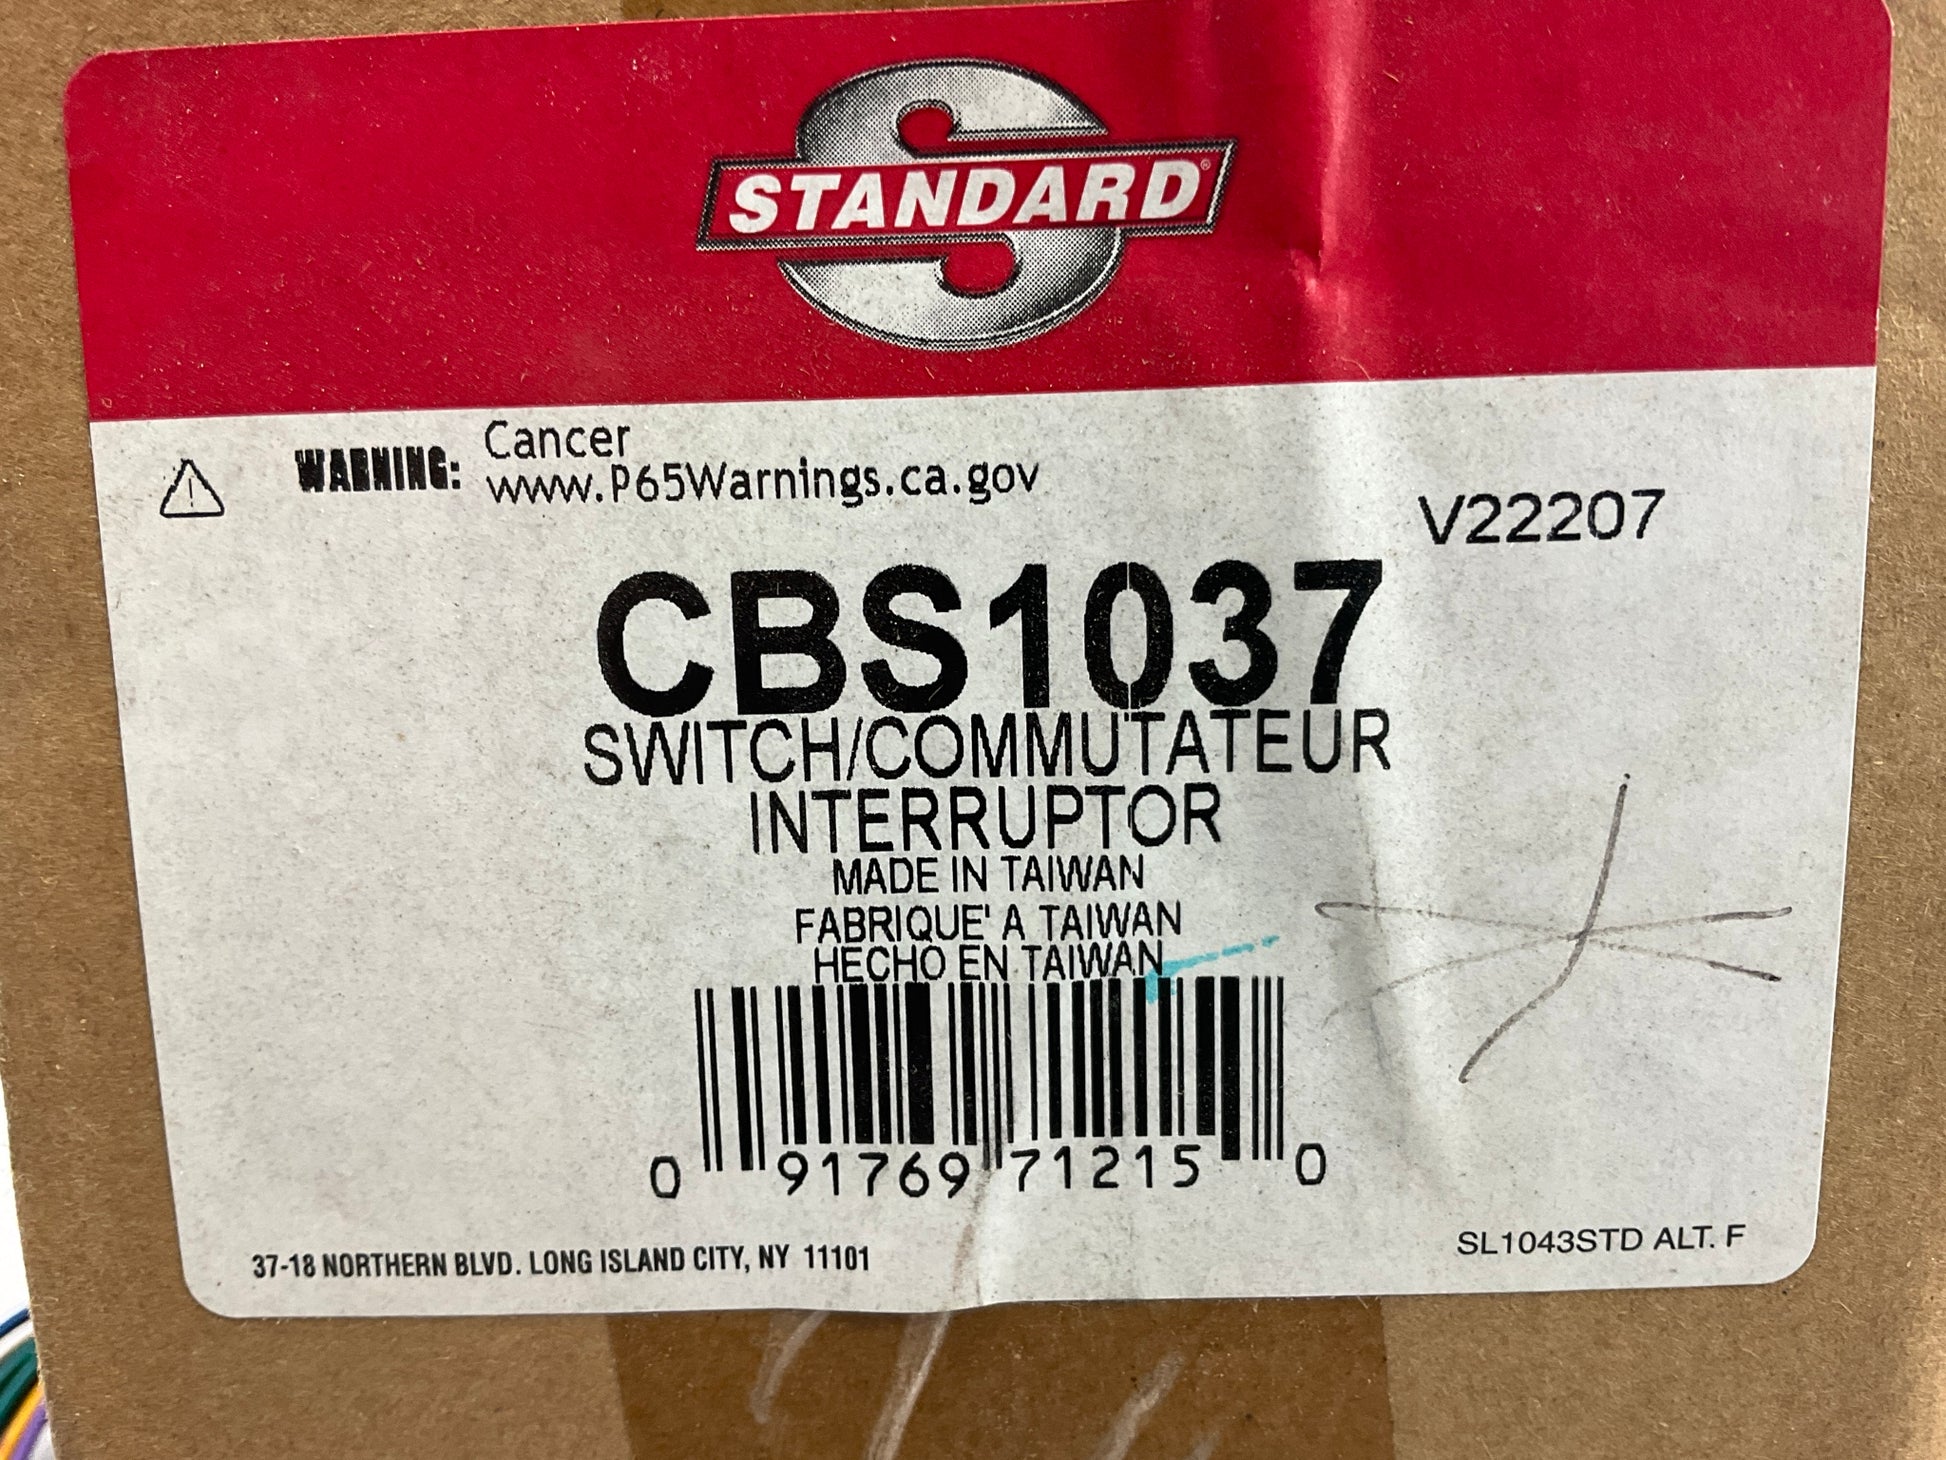 STANDARD®
WARNING: Cancer
www.P65Warnings.ca.gov
V22207
CBS1037
SWITCH/COMMUTATEUR
INTERRUPTOR
MADE IN TAIWAN
FABRIQUE' A TAIWAN
HECHO EN TAIWAN
0 91769 71215 0
37-18 NORTHERN BLVD. LONG ISLAND CITY, NY 11101
SL1043STD ALT. F